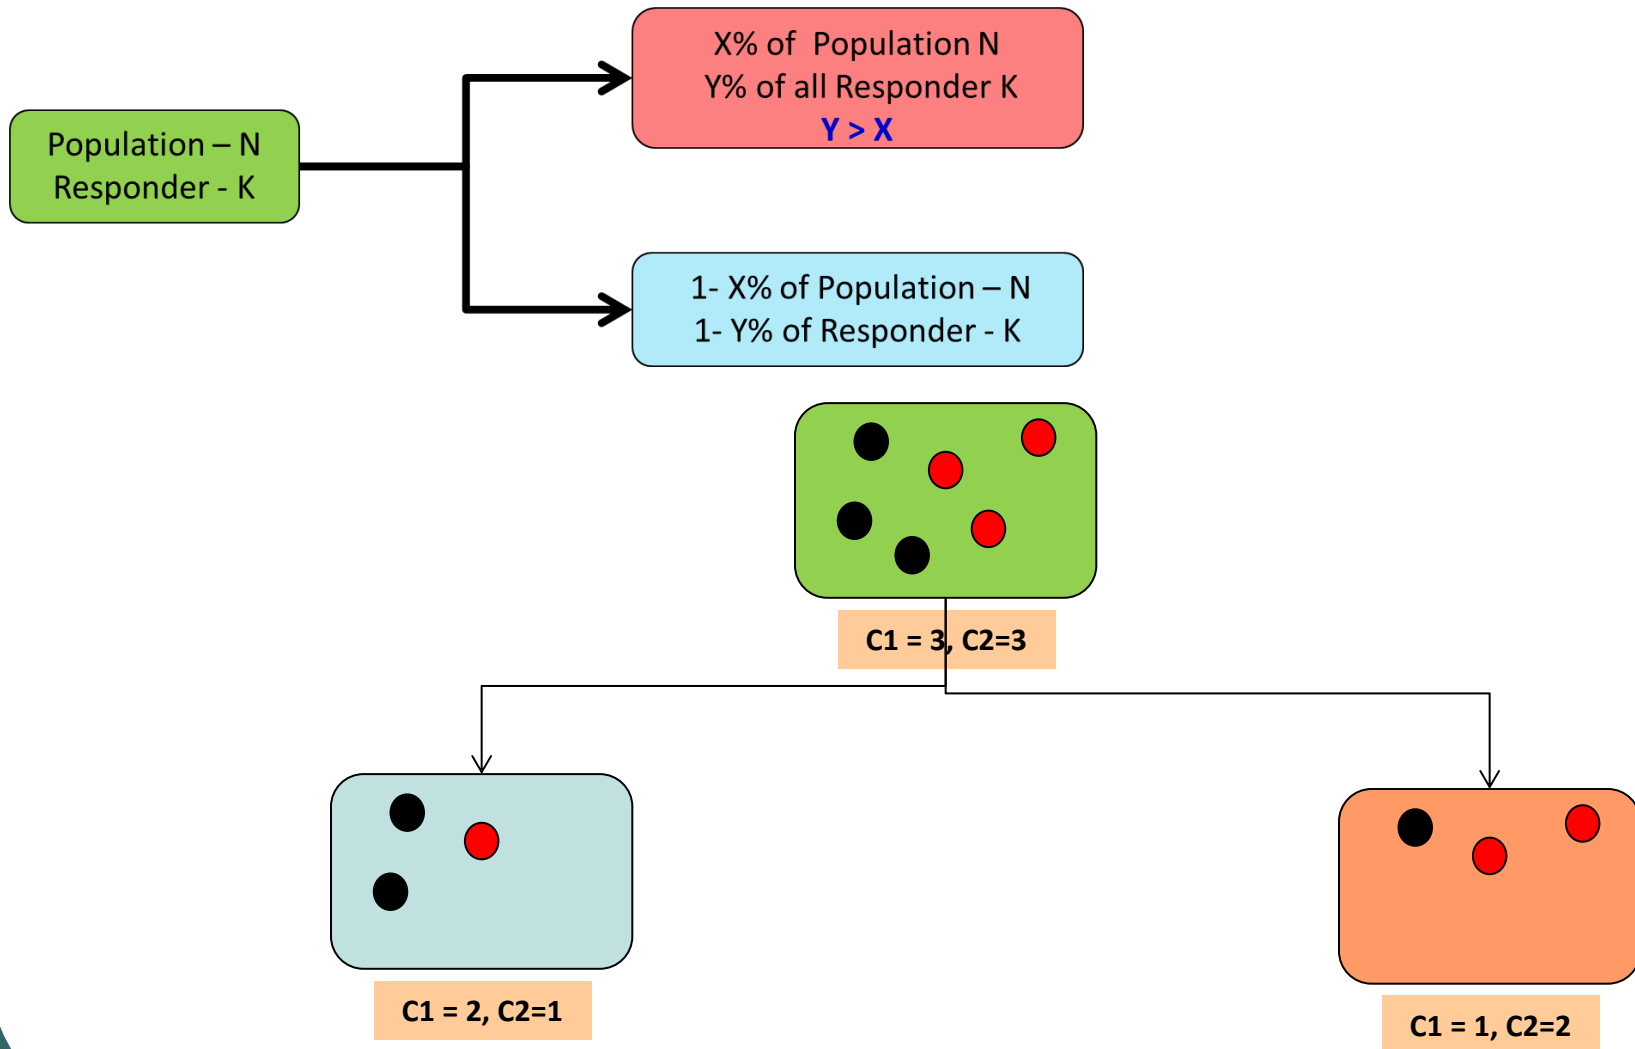 X% of  Population N
Y% of all Responder K
Y > X
Population – N
Responder - K
1- X% of Population – N
1- Y% of Responder - K
C1 = 3, C2=3
C1 = 2, C2=1
C1 = 1, C2=2